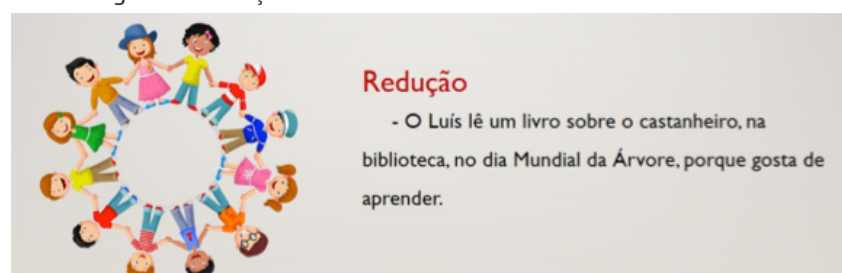 Redução
- O Luís lê um livro sobre o castanheiro, na
biblioteca, no dia Mundial da Árvore, porque gosta de
aprender.